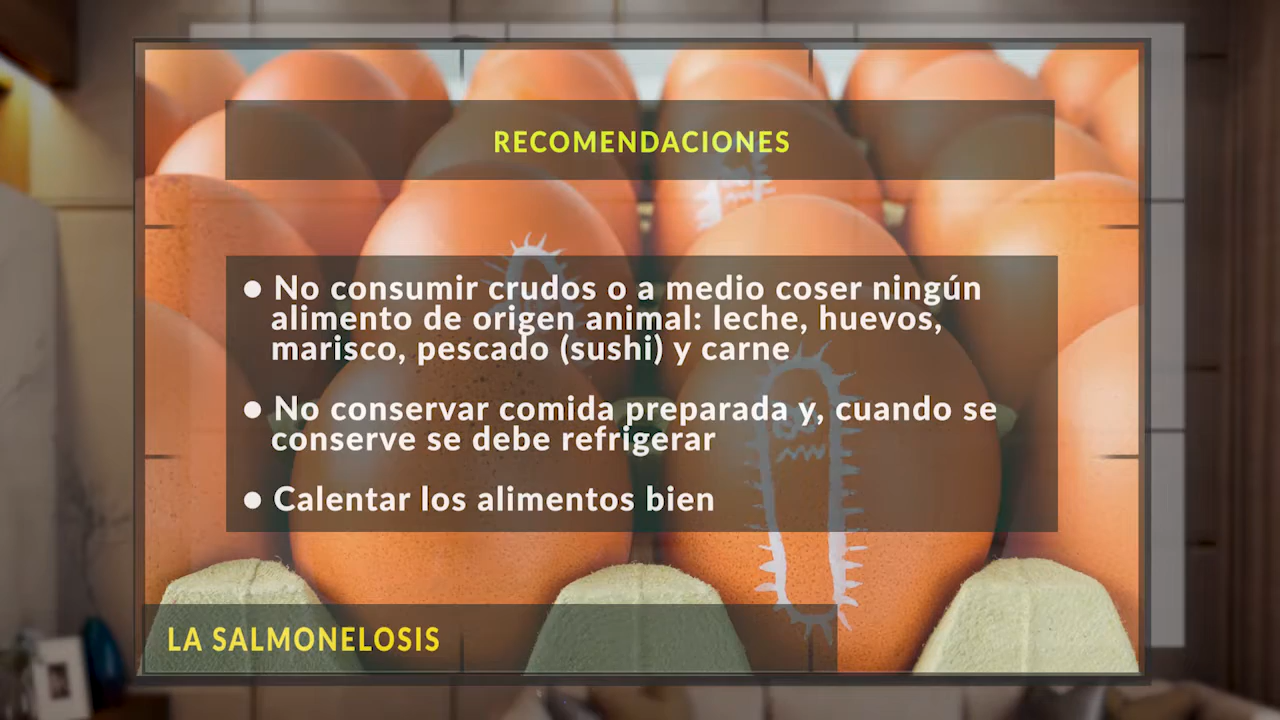 RECOMENDACIONES
● No consumir crudos o a medio coser ningún
alimento de origen animal: leche, huevos,
marisco, pescado (sushi) y carne
● No conservar comida preparada y, cuando se
conserve se debe refrigerar
● Calentar los alimentos bien
LA SALMONELOSIS